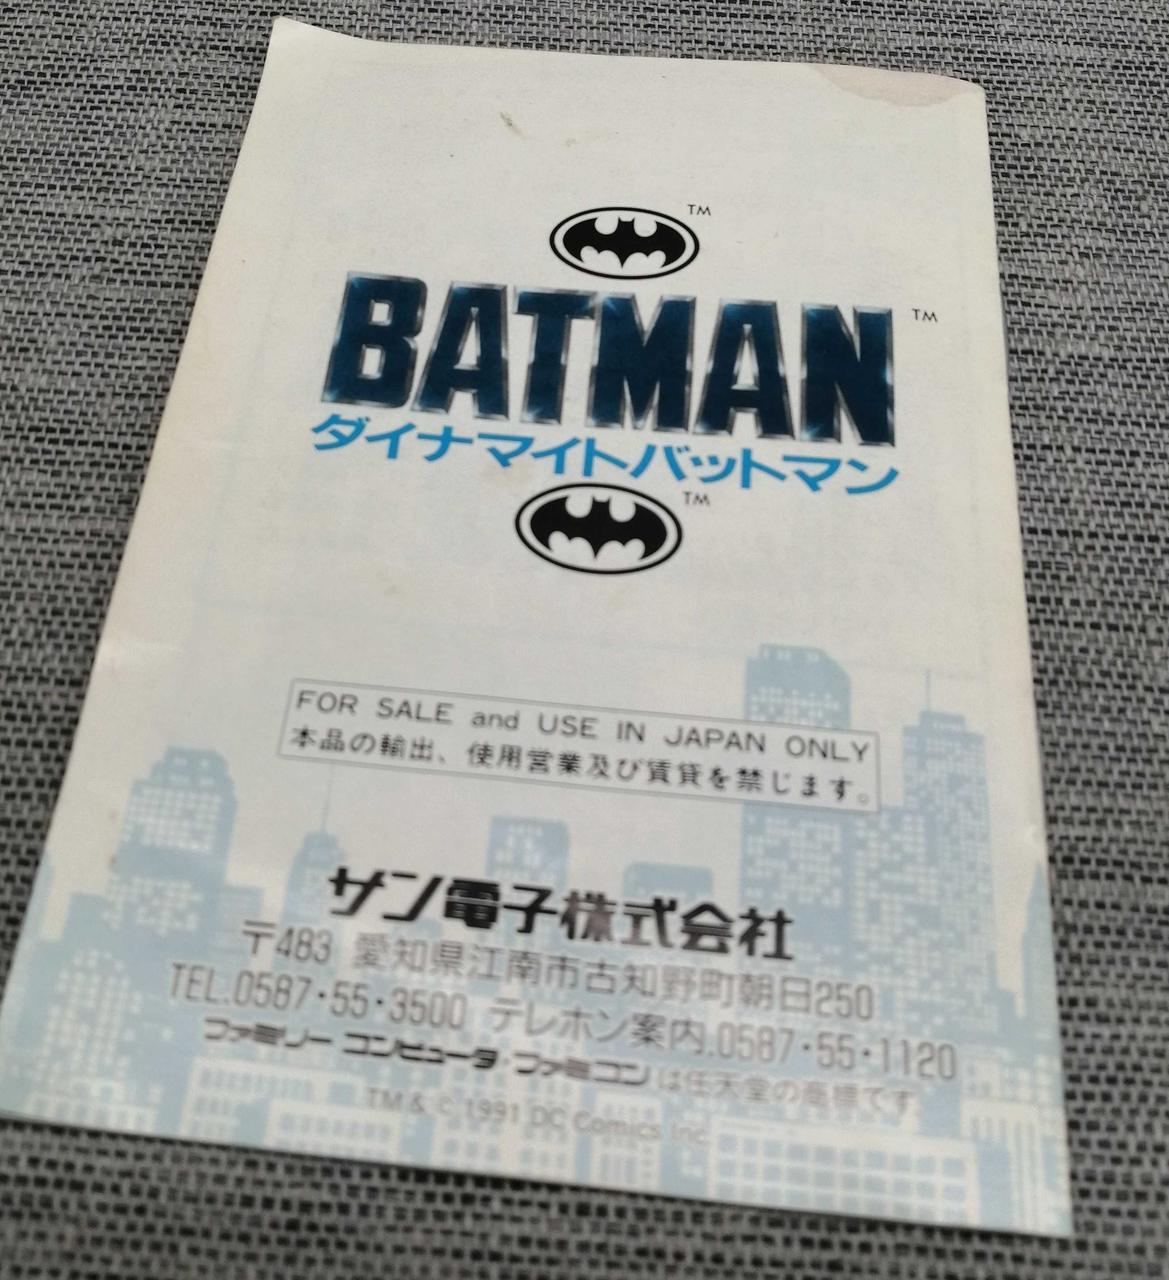 TM
BATMAN TM
ダイナマイトバットマン
TM
FOR SALE and USE IN JAPAN ONLY
本品の輸出、使用営業及び賃貸を禁じます。
サン電子株式会社
〒483 愛知県江南市古知野町朝日250
TEL.0587・55・3500 テレホン案内.0587・55・1120
ファミリー コンピュータ・ファミコンは任天堂の商標です
TM & © 1991 DC Comics Inc